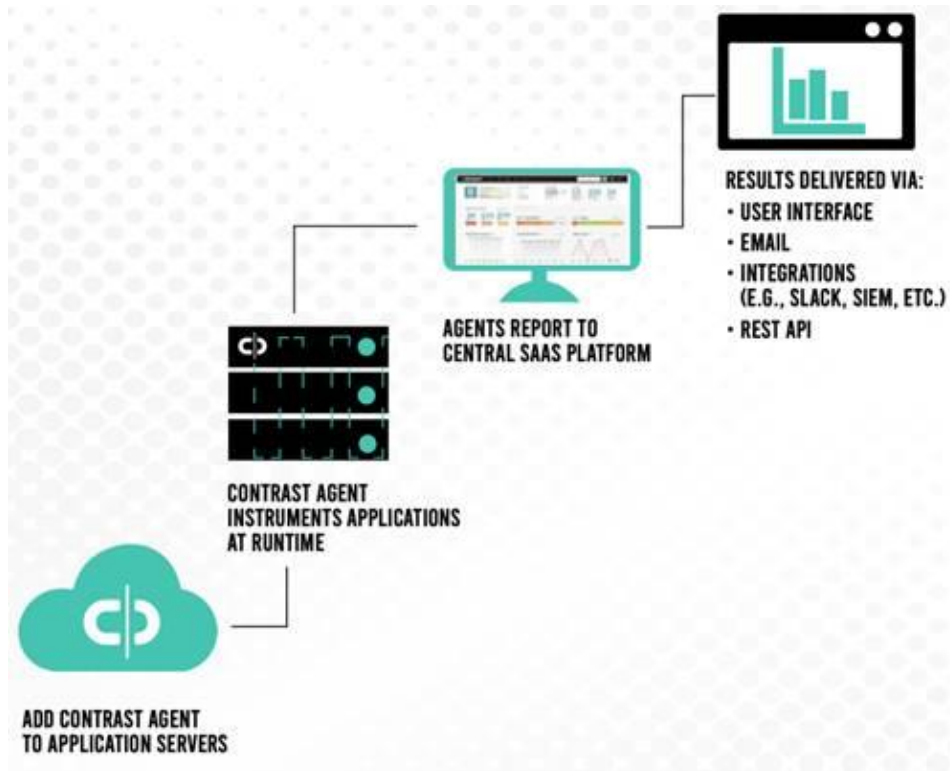 RESULTS DELIVERED VIA:
• USER INTERFACE
• EMAIL
• INTEGRATIONS
(E.G., SLACK, SIEM, ETC.)
• REST API
AGENTS REPORT TO
CENTRAL SAAS PLATFORM
CONTRAST AGENT
INSTRUMENTS APPLICATIONS
AT RUNTIME
ADD CONTRAST AGENT
TO APPLICATION SERVERS